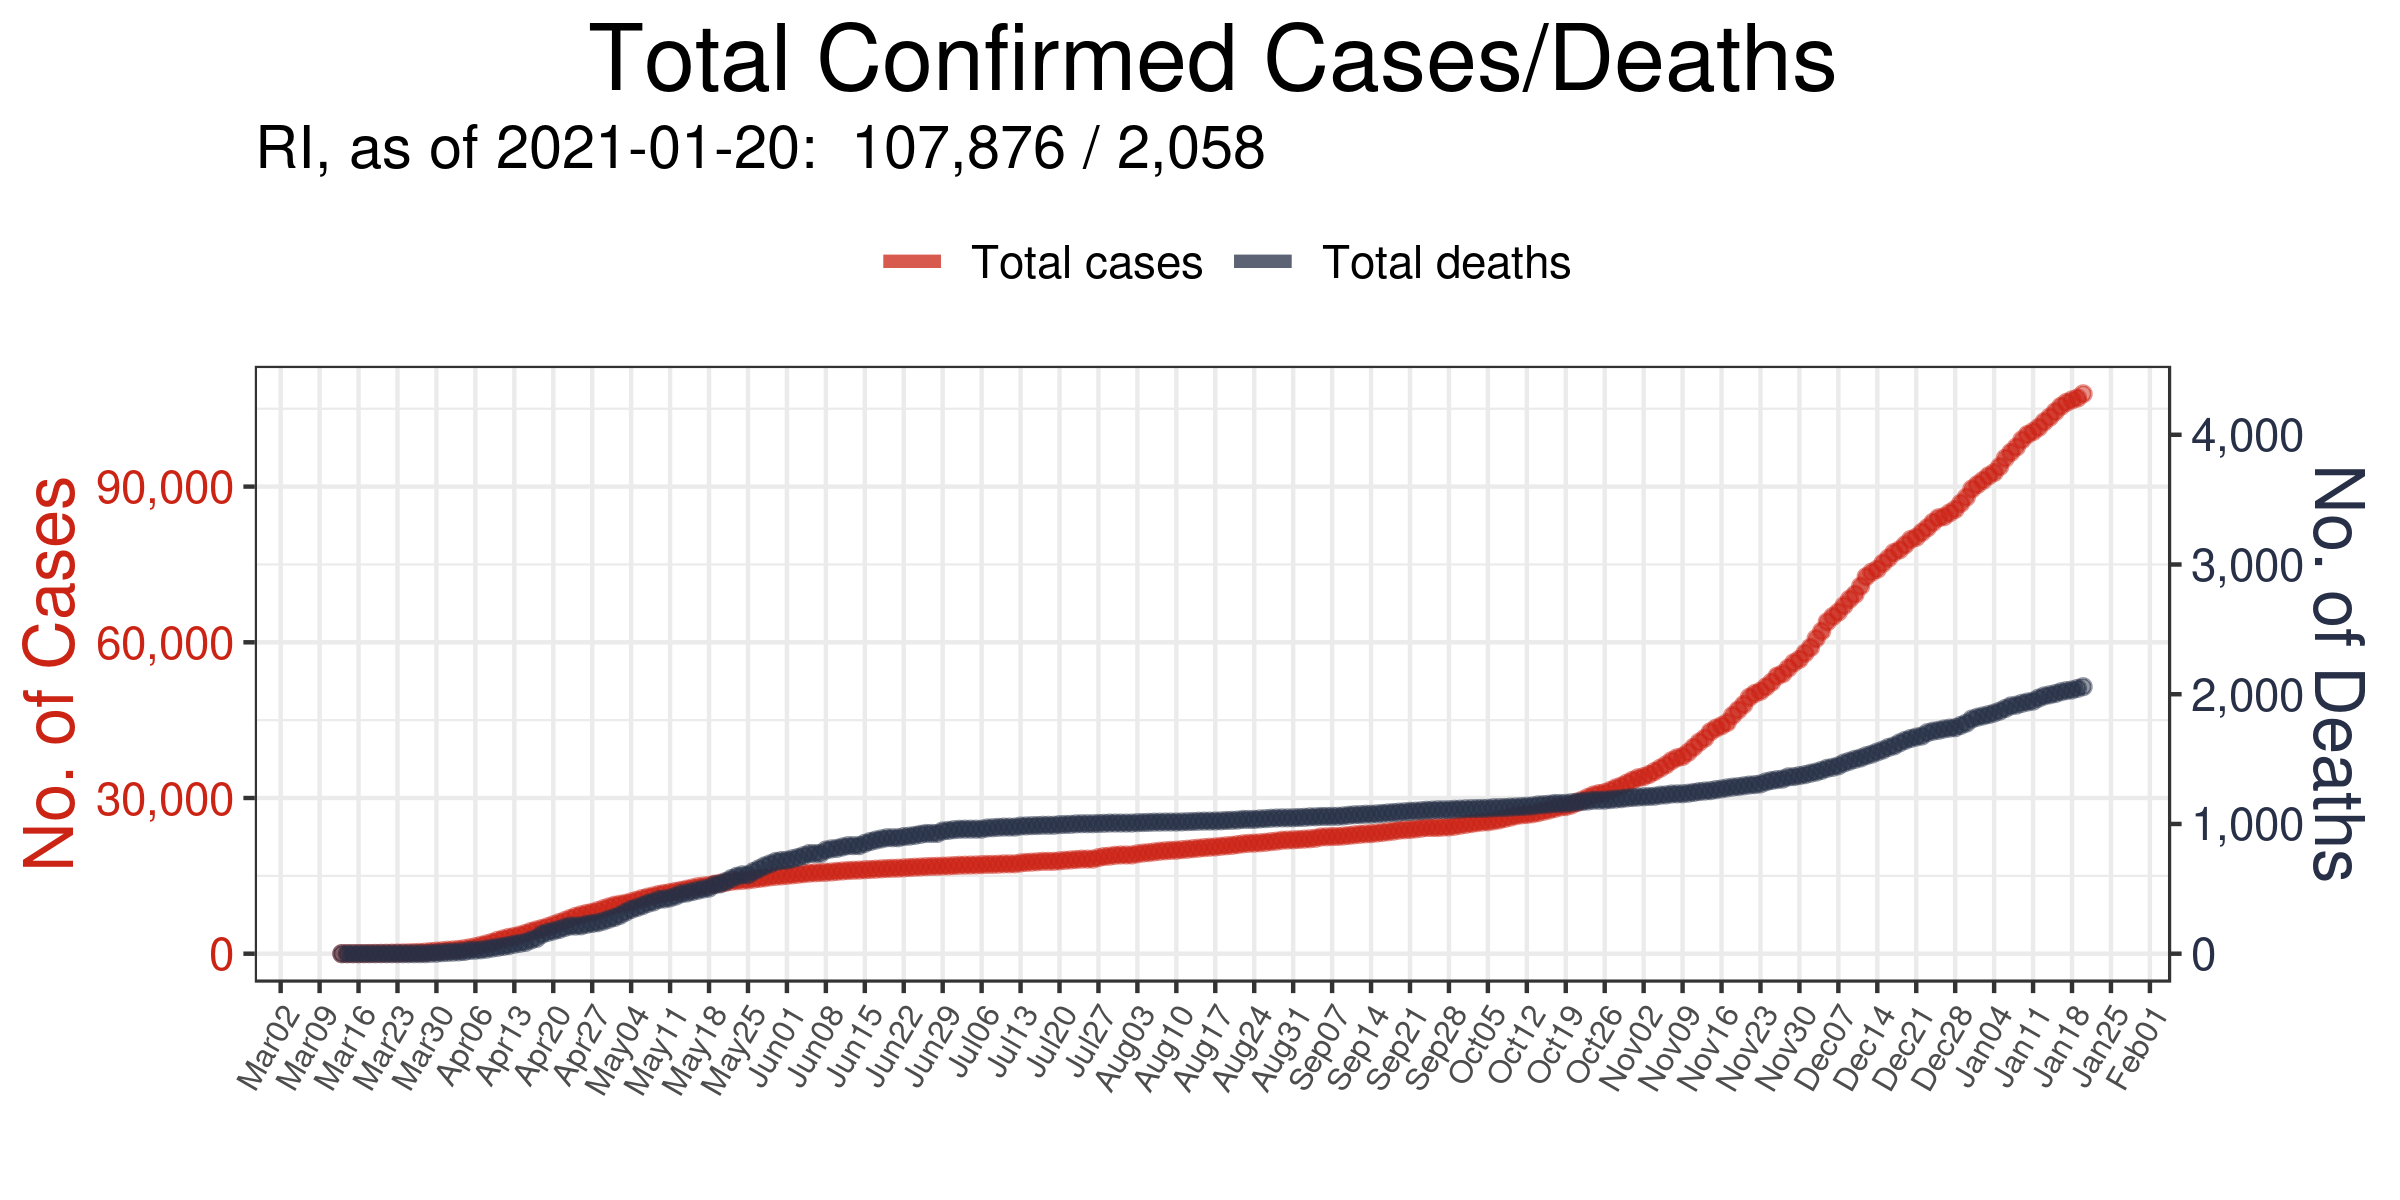 Total Confirmed Cases/Deaths
RI, as of 2021-01-20:  107,876 / 2,058
Total cases
Total deaths
No. of Cases
90,000
60,000
30,000
0
4,000
3,000
2,000
1,000
0
No. of Deaths
Mar02
Mar09
Mar16
Mar23
Mar30
Apr06
Apr13
Apr20
Apr27
May04
May11
May18
May25
Jun01
Jun08
Jun15
Jun22
Jun29
Jul06
Jul13
Jul20
Jul27
Aug03
Aug10
Aug17
Aug24
Aug31
Sep07
Sep14
Sep21
Sep28
Oct05
Oct12
Oct19
Oct26
Nov02
Nov09
Nov16
Nov23
Nov30
Dec07
Dec14
Dec21
Dec28
Jan04
Jan11
Jan18
Jan25
Feb01